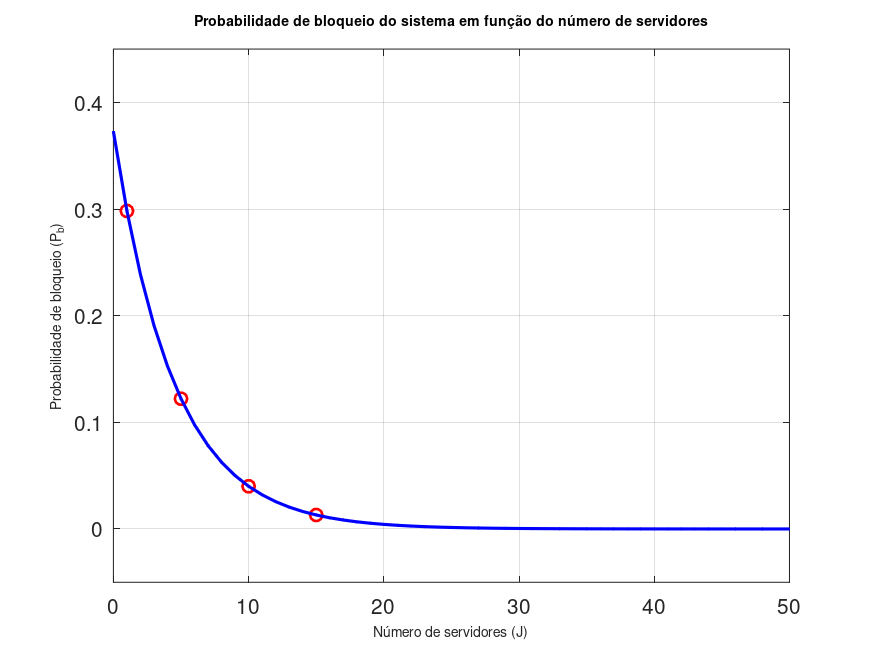 Probabilidade de bloqueio do sistema em função do número de servidores
0.4
0.3
0.2
0.1
0
Probabilidade de bloqueio (Pb)
0 10 20 30 40 50
Número de servidores (J)